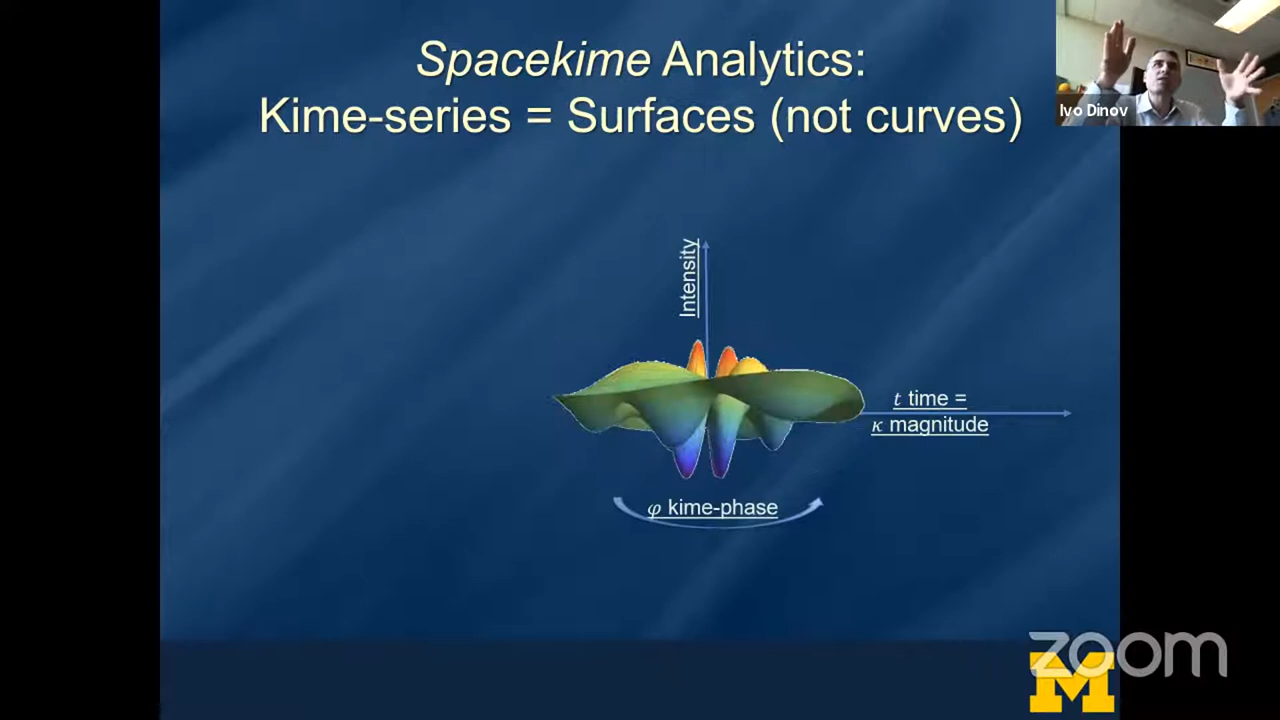 Spacekime Analytics:
Kime-series = Surfaces (not curves)
Ivo Dinov
Intensity
t time =
κ magnitude
φ kime-phase
zoom
M